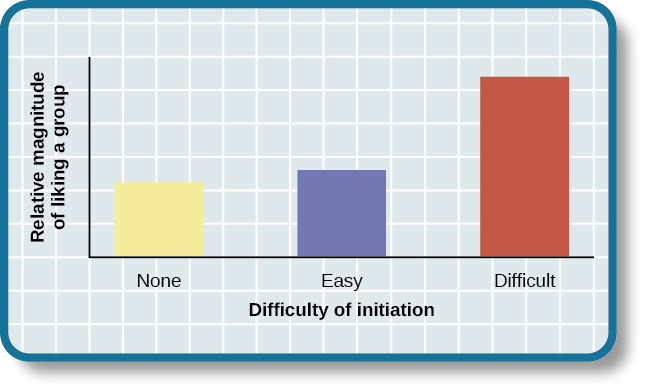 Relative magnitude
of liking a group
None
Easy
Difficult
Difficulty of initiation